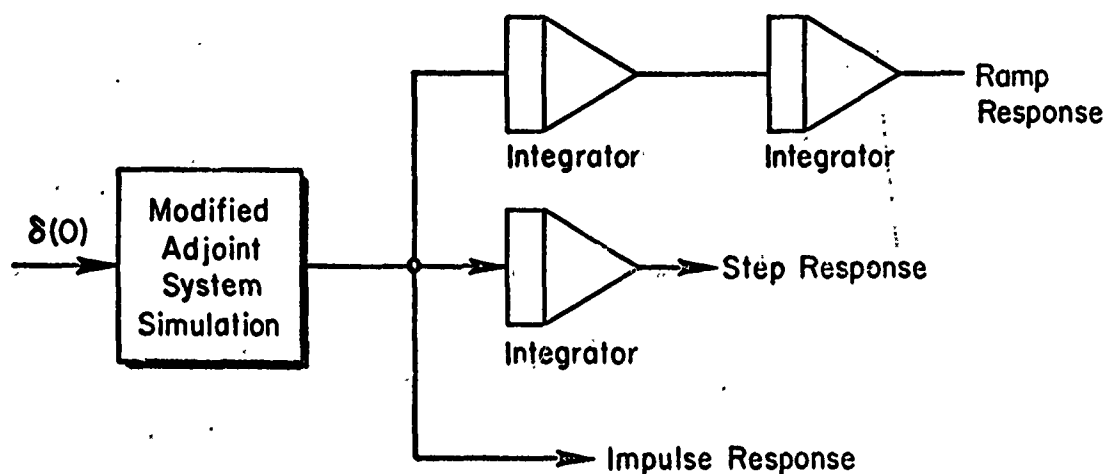 Ramp
Response
Integrator
Integrator
δ(0)
Modified
Adjoint
System
Simulation
Step Response
Integrator
Impulse Response